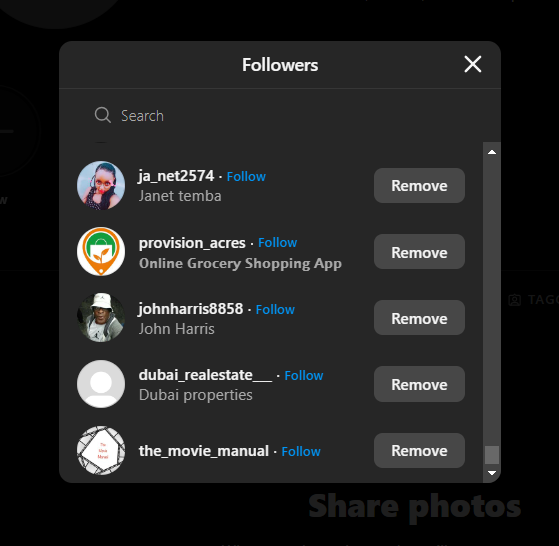 Followers
Search
ja_net2574 · Follow
Janet temba
Remove
provision_acres · Follow
Online Grocery Shopping App
Remove
johnharris8858 · Follow
John Harris
Remove
dubai_realestate___ · Follow
Dubai properties
Remove
the_movie_manual · Follow
Remove
TAGG
Share photos